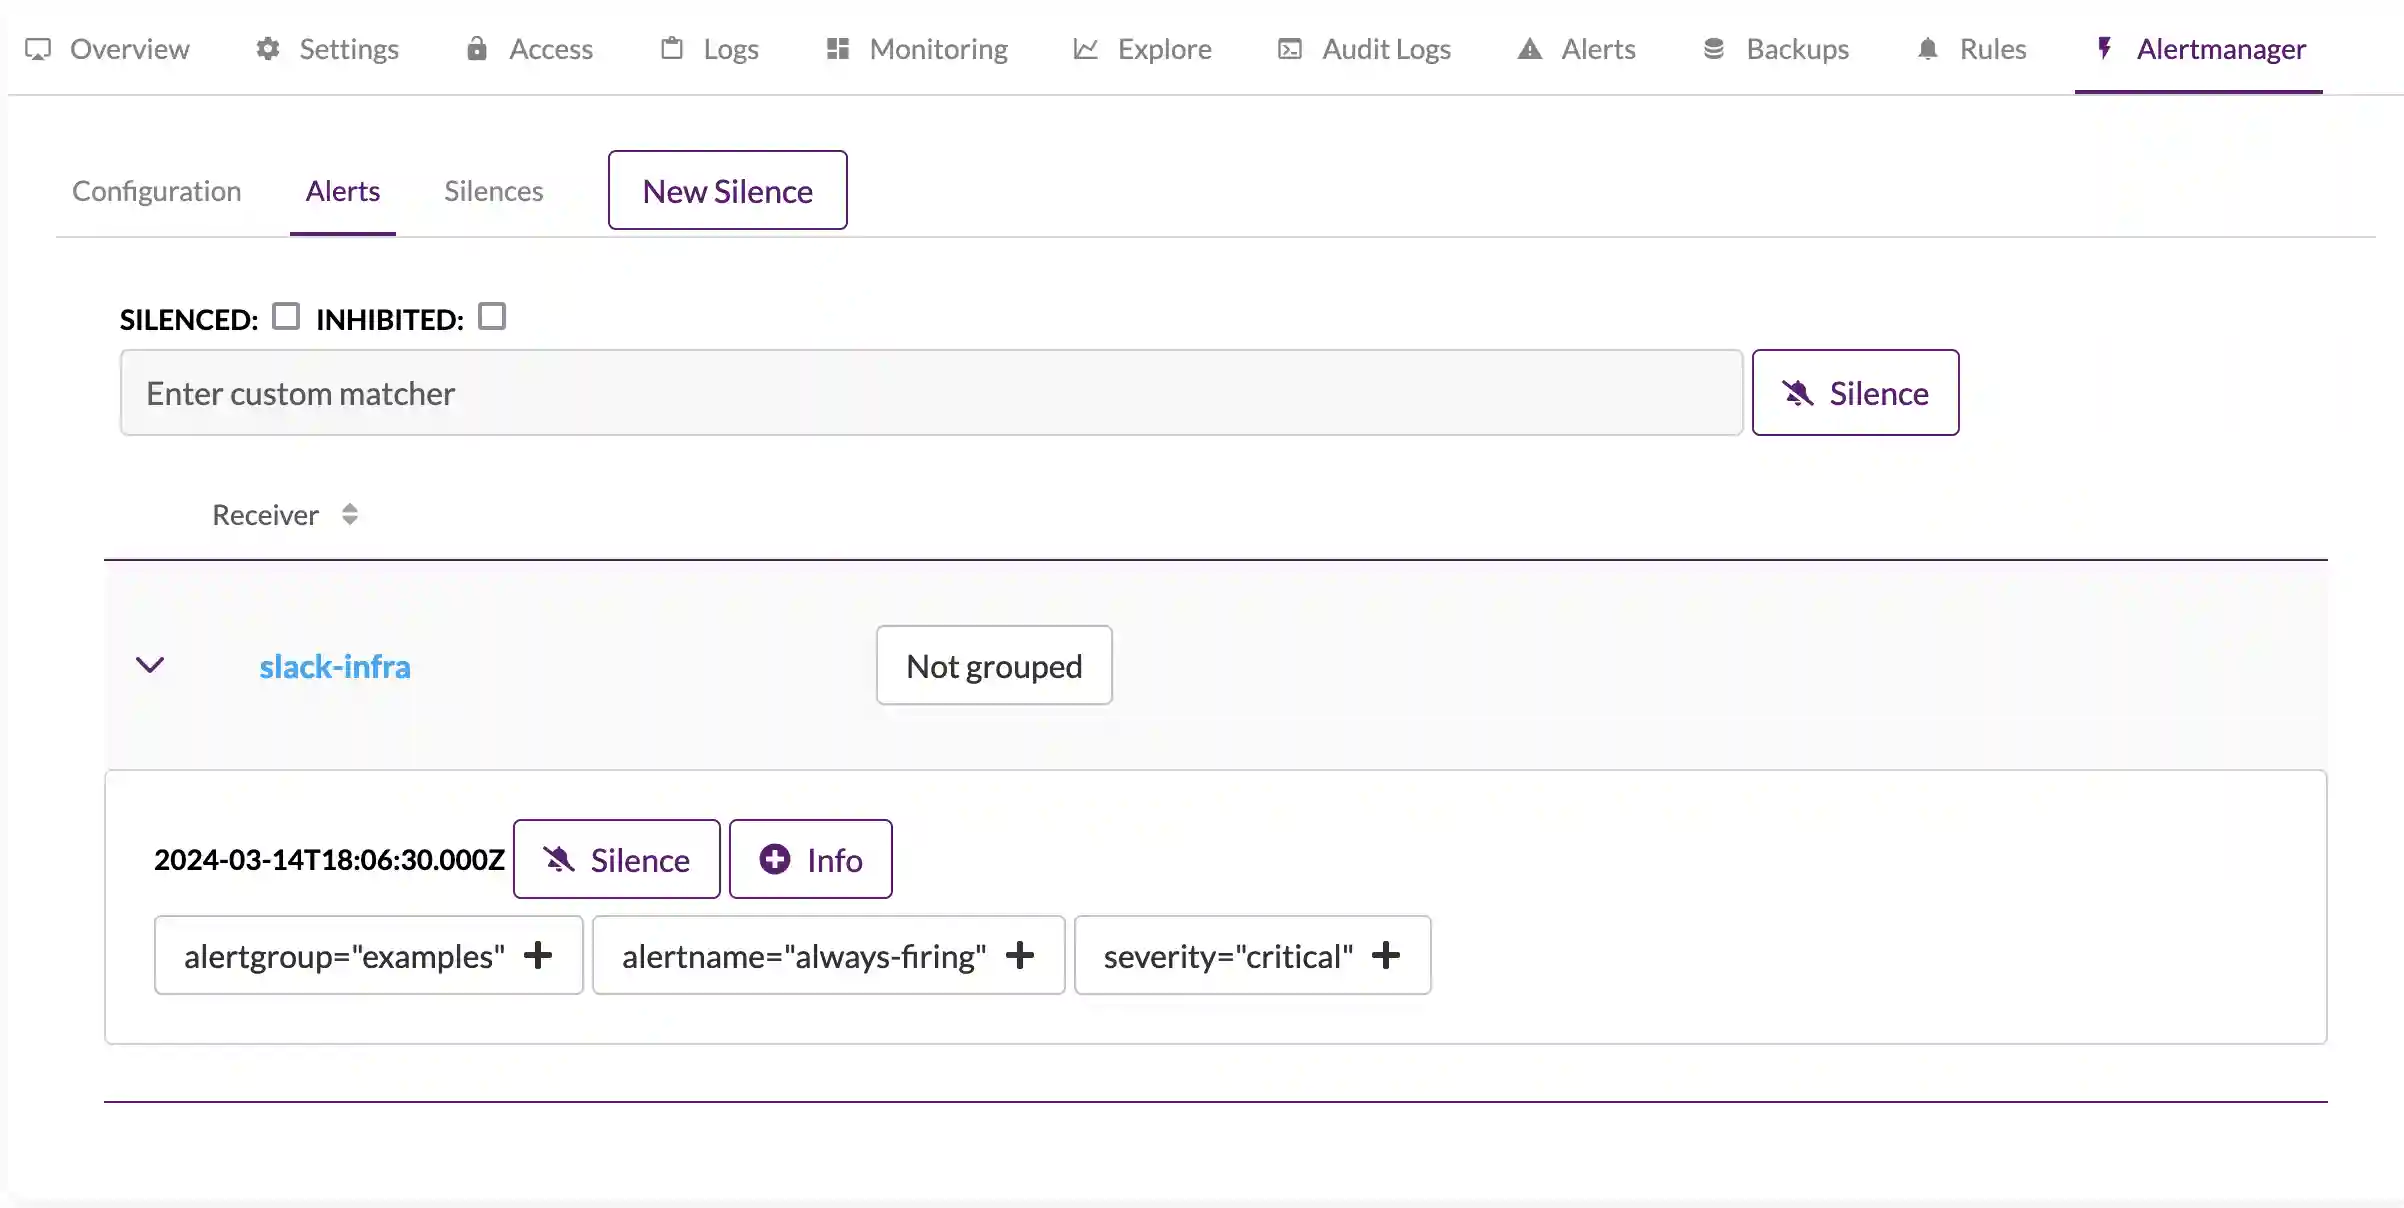 Overview Settings Access Logs Monitoring Explore Audit Logs Alerts Backups Rules Alertmanager
Configuration Alerts Silences New Silence
SILENCED: INHIBITED:
Enter custom matcher Silence
Receiver
slack-infra Not grouped
2024-03-14T18:06:30.000Z Silence Info
alertgroup="examples" + alertname="always-firing" + severity="critical" +